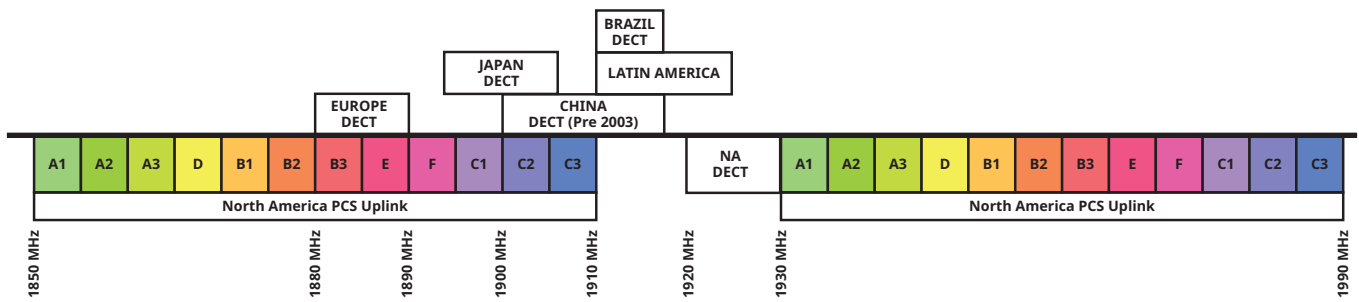 BRAZIL
DECT
JAPAN
DECT
LATIN AMERICA
EUROPE
DECT
CHINA
DECT (Pre 2003)
A1 A2 A3 D B1 B2 B3 E F C1 C2 C3
NA
DECT
A1 A2 A3 D B1 B2 B3 E F C1 C2 C3
North America PCS Uplink
North America PCS Uplink
1850 MHz
1880 MHz
1890 MHz
1900 MHz
1910 MHz
1920 MHz
1930 MHz
1990 MHz